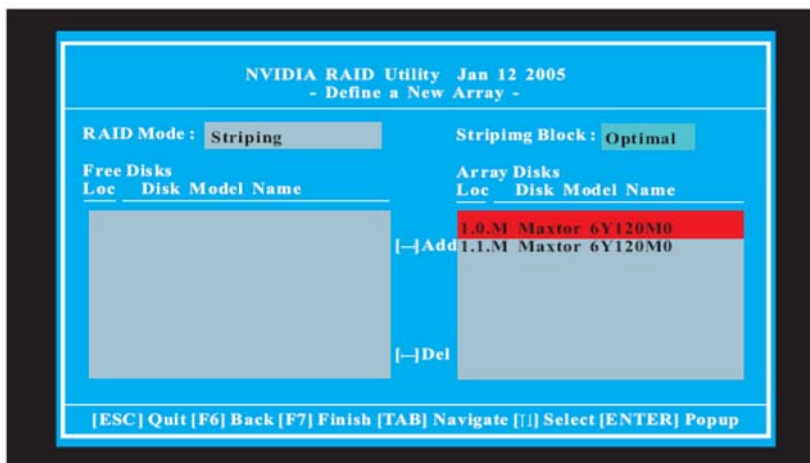 NVIDIA RAID Utility Jan 12 2005
- Define a New Array -
RAID Mode : Striping
Stripimg Block : Optimal
Free Disks
Loc Disk Model Name
Array Disks
Loc Disk Model Name
1.0.M Maxtor 6Y120M0
[→]Add
1.1.M Maxtor 6Y120M0
[←]Del
[ESC] Quit [F6] Back [F7] Finish [TAB] Navigate [↑↓] Select [ENTER] Popup